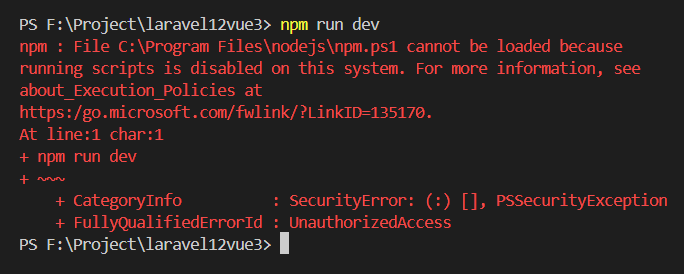 PS F:\Project\laravel12vue3> npm run dev
npm : File C:\Program Files\nodejs\npm.ps1 cannot be loaded because
running scripts is disabled on this system. For more information, see
about_Execution_Policies at
https:/go.microsoft.com/fwlink/?LinkID=135170.
At line:1 char:1
+ npm run dev
+ ~~~
    + CategoryInfo          : SecurityError: (:) [], PSSecurityException
    + FullyQualifiedErrorId : UnauthorizedAccess
PS F:\Project\laravel12vue3>